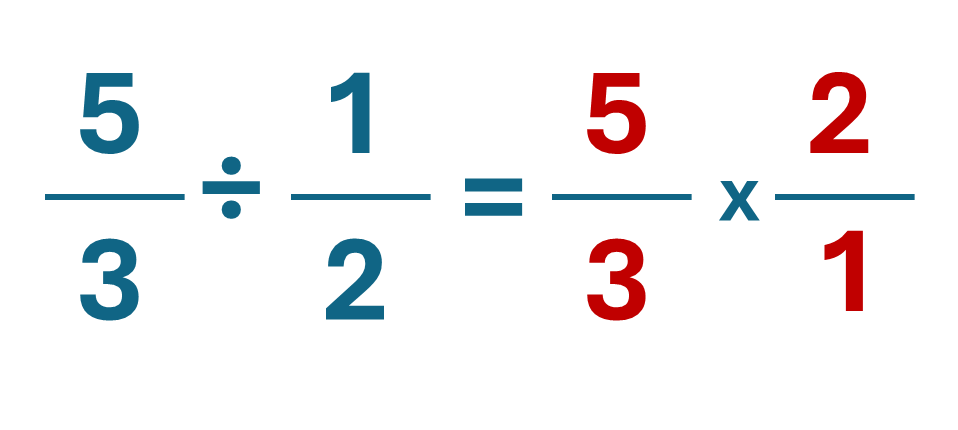 5/3 ÷ 1/2 = 5/3 x 2/1